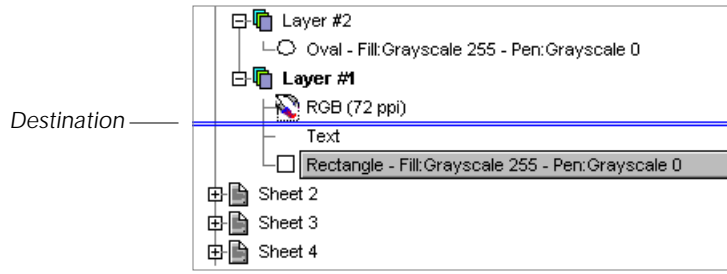 Layer #2
Oval - Fill:Grayscale 255 - Pen:Grayscale 0
Layer #1
RGB (72 ppi)
Destination
Text
Rectangle - Fill:Grayscale 255 - Pen:Grayscale 0
Sheet 2
Sheet 3
Sheet 4